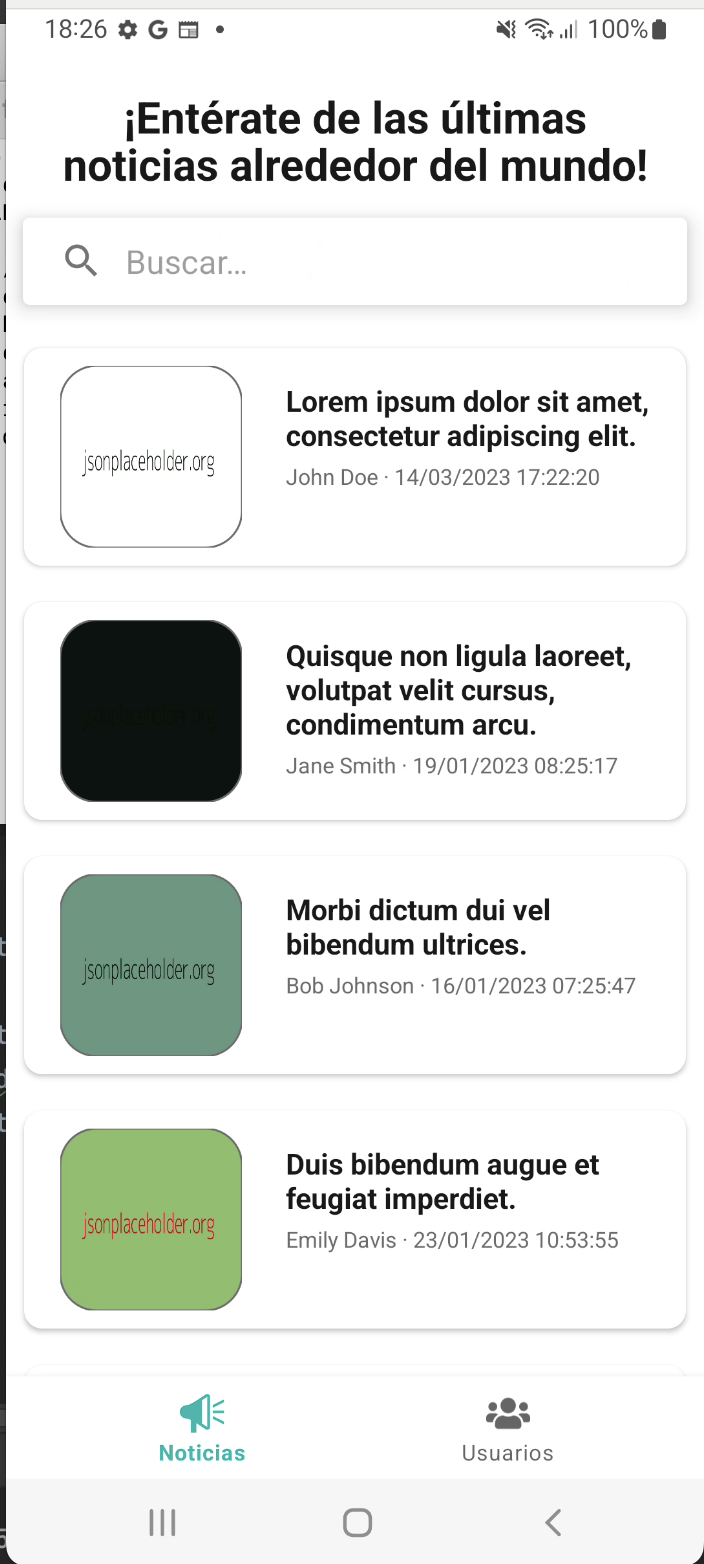 18:26
100%
¡Entérate de las últimas
noticias alrededor del mundo!
Buscar...
jsonplaceholder.org
Lorem ipsum dolor sit amet,
consectetur adipiscing elit.
John Doe · 14/03/2023 17:22:20
jsonplaceholder.org
Quisque non ligula laoreet,
volutpat velit cursus,
condimentum arcu.
Jane Smith · 19/01/2023 08:25:17
jsonplaceholder.org
Morbi dictum dui vel
bibendum ultrices.
Bob Johnson · 16/01/2023 07:25:47
jsonplaceholder.org
Duis bibendum augue et
feugiat imperdiet.
Emily Davis · 23/01/2023 10:53:55
Noticias
Usuarios